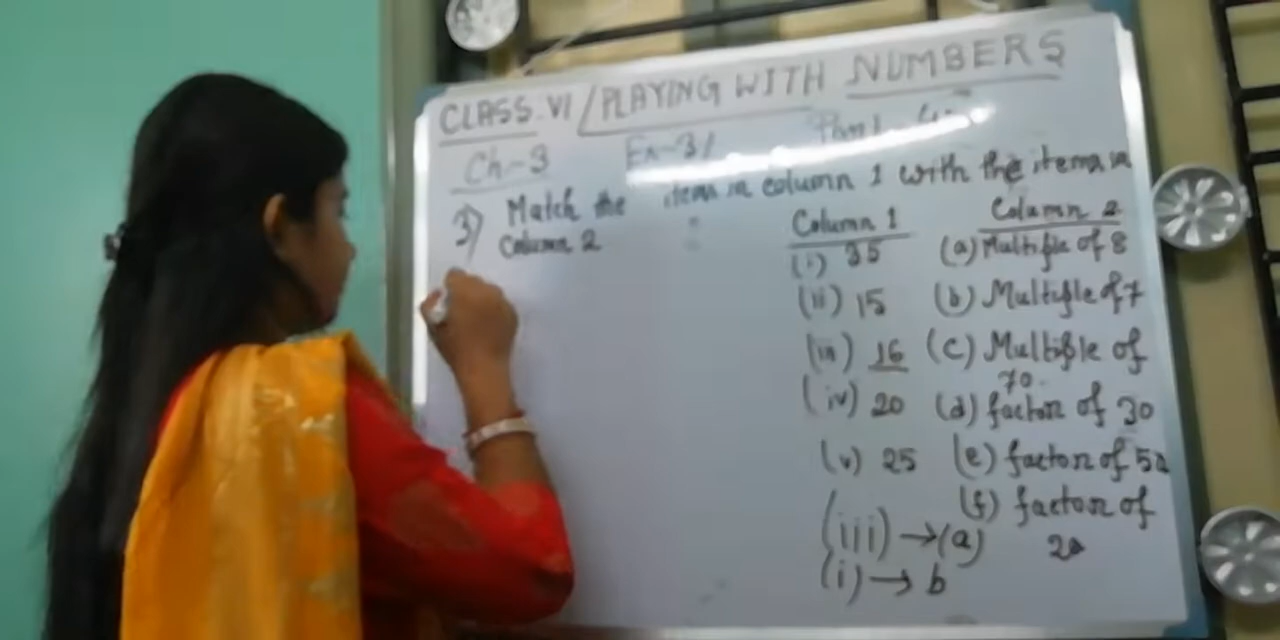 CLASS VI / PLAYING WITH NUMBERS
Ch-3 Ex-3.1 Part
3) Match the items in column 1 with the items in
Column 2
Column 1 Column 2
(i) 35 (a) Multiple of 8
(ii) 15 (b) Multiple of 7
(iii) 16 (c) Multiple of
70
(iv) 20 (d) factor of 30
(v) 25 (e) factor of 50
(f) factor of
20
(iii) → (a)
(i) → b